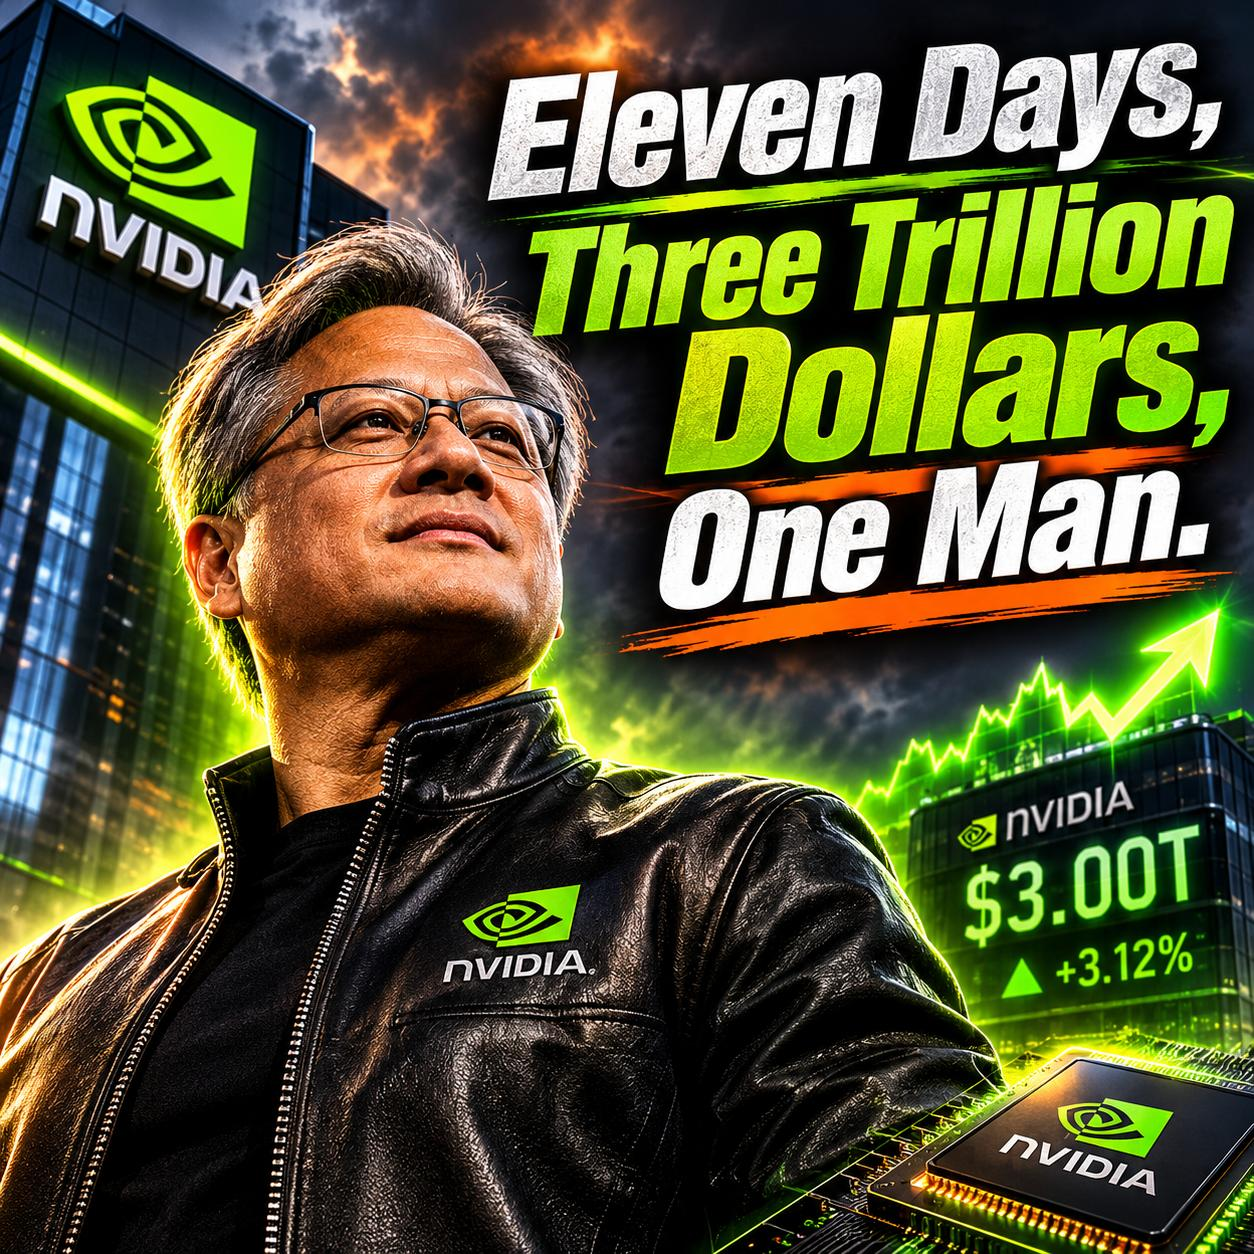 NVIDIA
Eleven Days,
Three Trillion
Dollars,
One Man.
NVIDIA
$3.00T
+3.12%
NVIDIA.
NVIDIA